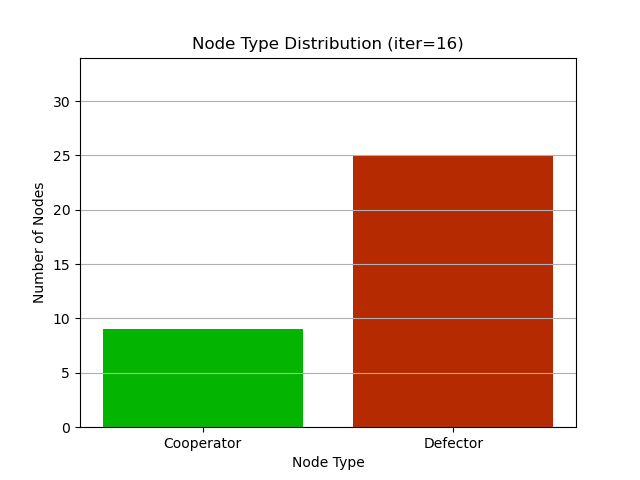 Node Type Distribution (iter=16)
Number of Nodes
30
25
20
15
10
5
0
Cooperator
Defector
Node Type